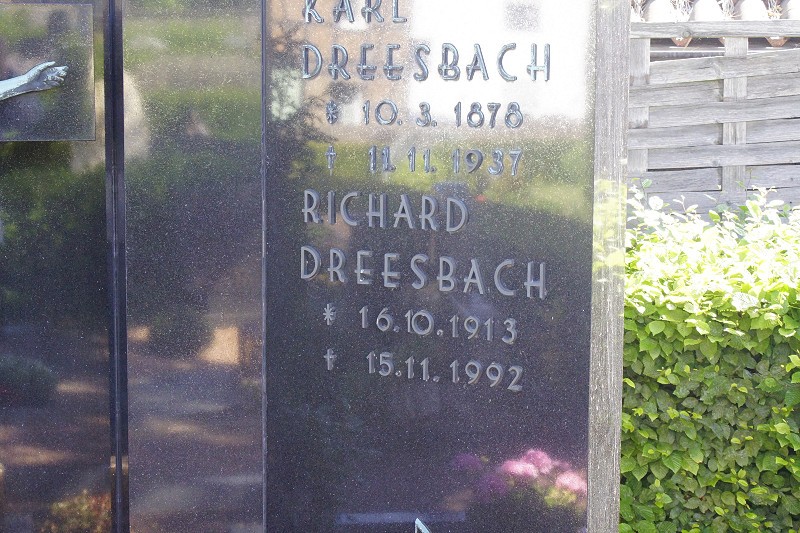 KARL
DREESBACH
* 10. 3. 1878
† 11. 11. 1937
RICHARD
DREESBACH
* 16.10.1913
† 15.11.1992